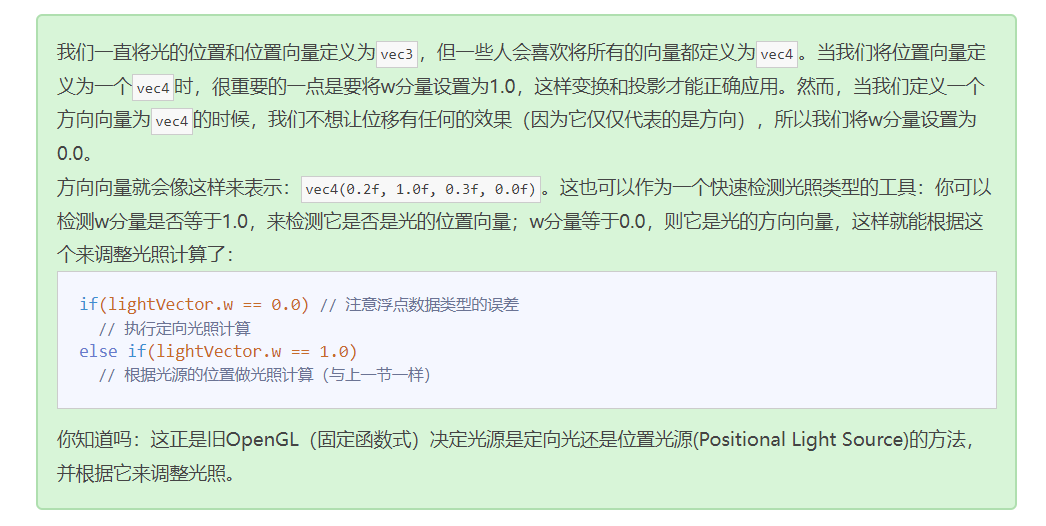 我们一直将光的位置和位置向量定义为vec3，但一些人会喜欢将所有的向量都定义为vec4。当我们将位置向量定
义为一个vec4时，很重要的一点是要将w分量设置为1.0，这样变换和投影才能正确应用。然而，当我们定义一个
方向向量为vec4的时候，我们不想让位移有任何的效果（因为它仅仅代表的是方向），所以我们将w分量设置为
0.0。
方向向量就会像这样来表示：vec4(0.2f, 1.0f, 0.3f, 0.0f)。这也可以作为一个快速检测光照类型的工具：你可以
检测w分量是否等于1.0，来检测它是否是光的位置向量；w分量等于0.0，则它是光的方向向量，这样就能根据这
个来调整光照计算了：
if(lightVector.w == 0.0) // 注意浮点数据类型的误差
  // 执行定向光照计算
else if(lightVector.w == 1.0)
  // 根据光源的位置做光照计算（与上一节一样）
你知道吗：这正是旧OpenGL（固定函数式）决定光源是定向光还是位置光源(Positional Light Source)的方法，
并根据它来调整光照。